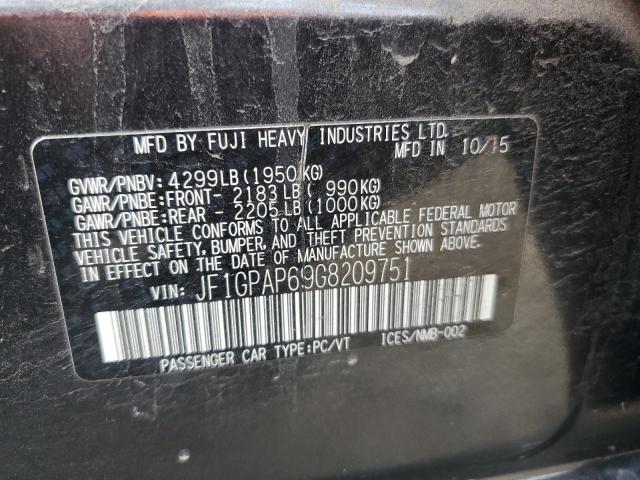 MFD BY FUJI HEAVY INDUSTRIES LTD.
MFD IN 10/15
GVWR/PNBV: 4299LB(1950KG)
GAWR/PNBE:FRONT- 2183LB( 990KG)
GAWR/PNBE:REAR - 2205LB(1000KG)
THIS VEHICLE CONFORMS TO ALL APPLICABLE FEDERAL MOTOR
VEHICLE SAFETY, BUMPER, AND THEFT PREVENTION STANDARDS
IN EFFECT ON THE DATE OF MANUFACTURE SHOWN ABOVE.
VIN: JF1GPAP69G8209751
PASSENGER CAR TYPE:PC/VT ICES/NMB-002